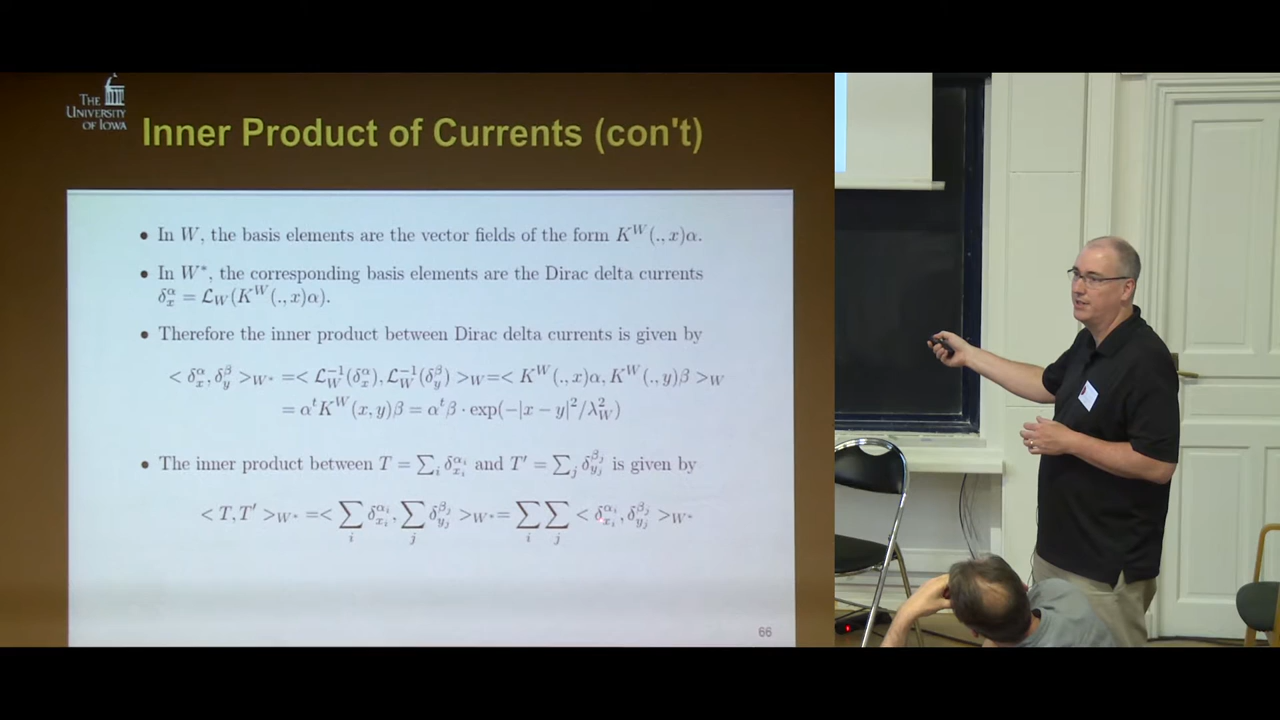 THE
UNIVERSITY
OF IOWA
Inner Product of Currents (con't)
• In W, the basis elements are the vector fields of the form K^W(., x)α.
• In W*, the corresponding basis elements are the Dirac delta currents
δ_x^α = ℒ_W(K^W(., x)α).
• Therefore the inner product between Dirac delta currents is given by
< δ_x^α, δ_y^β >_{W*} =< ℒ_W^{-1}(δ_x^α), ℒ_W^{-1}(δ_y^β) >_W =< K^W(., x)α, K^W(., y)β >_W
= α^t K^W(x, y)β = α^t β · exp(−|x − y|²/λ_W²)
• The inner product between T = ∑_i δ_{x_i}^{α_i} and T′ = ∑_j δ_{y_j}^{β_j} is given by
< T, T′ >_{W*} =< ∑_i δ_{x_i}^{α_i}, ∑_j δ_{y_j}^{β_j} >_{W*} = ∑_i ∑_j < δ_{x_i}^{α_i}, δ_{y_j}^{β_j} >_{W*}
66